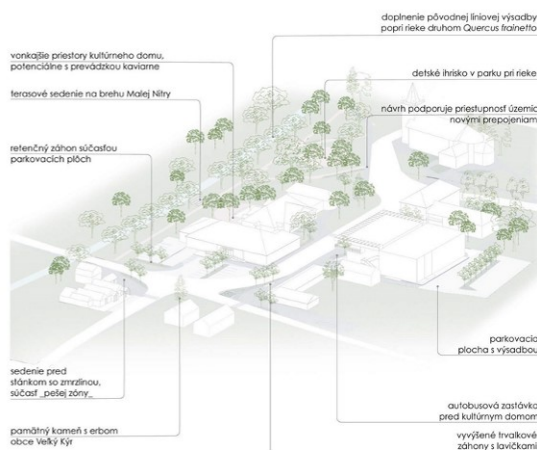 doplnenie pôvodnej líniovej výsadby
popri rieke druhom Quercus frainetto
vonkajšie priestory kultúrneho domu,
potenciálne s prevádzkou kaviarne
detské ihrisko v parku pri rieke
terasové sedenie na brehu Malej Nitry
návrh podporuje priestupnosť územia
novými prepojeniami
retenčný záhon súčasťou
parkovacích plôch
parkovacia
plocha s výsadbou
sedenie pred
stánkom so zmrzlinou,
súčasť _pešej zóny_
autobusová zastávka
pred kultúrnym domom
pamätný kameň s erbom
obce Veľký Kýr
vyvýšené trvalkové
záhony s lavičkami